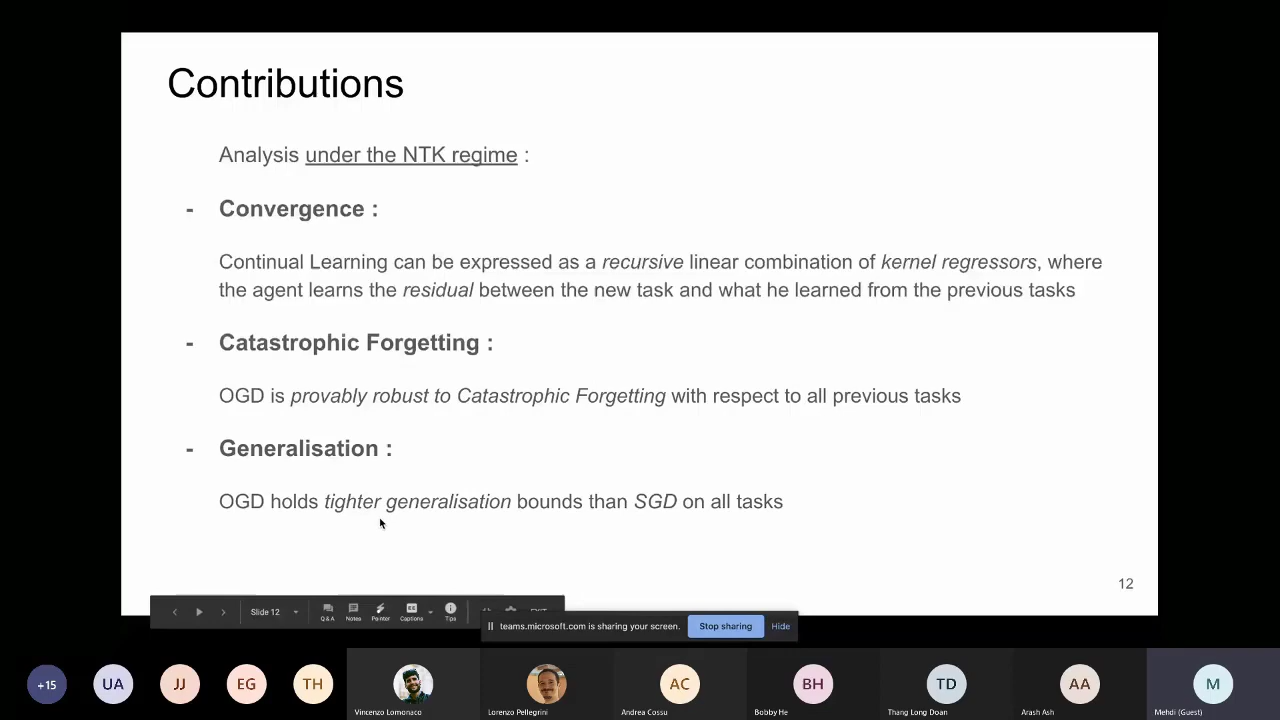 Contributions
Analysis under the NTK regime :
- Convergence :
Continual Learning can be expressed as a recursive linear combination of kernel regressors, where
the agent learns the residual between the new task and what he learned from the previous tasks
- Catastrophic Forgetting :
OGD is provably robust to Catastrophic Forgetting with respect to all previous tasks
- Generalisation :
OGD holds tighter generalisation bounds than SGD on all tasks
12
Slide 12
Q&A Notes Pointer Captions Tips
teams.microsoft.com is sharing your screen. Stop sharing Hide
+15 UA JJ EG TH AC BH TD AA M
Vincenzo Lomonaco Lorenzo Pellegrini Andrea Cossu Bobby He Thang Long Doan Arash Ash Mehdi (Guest)